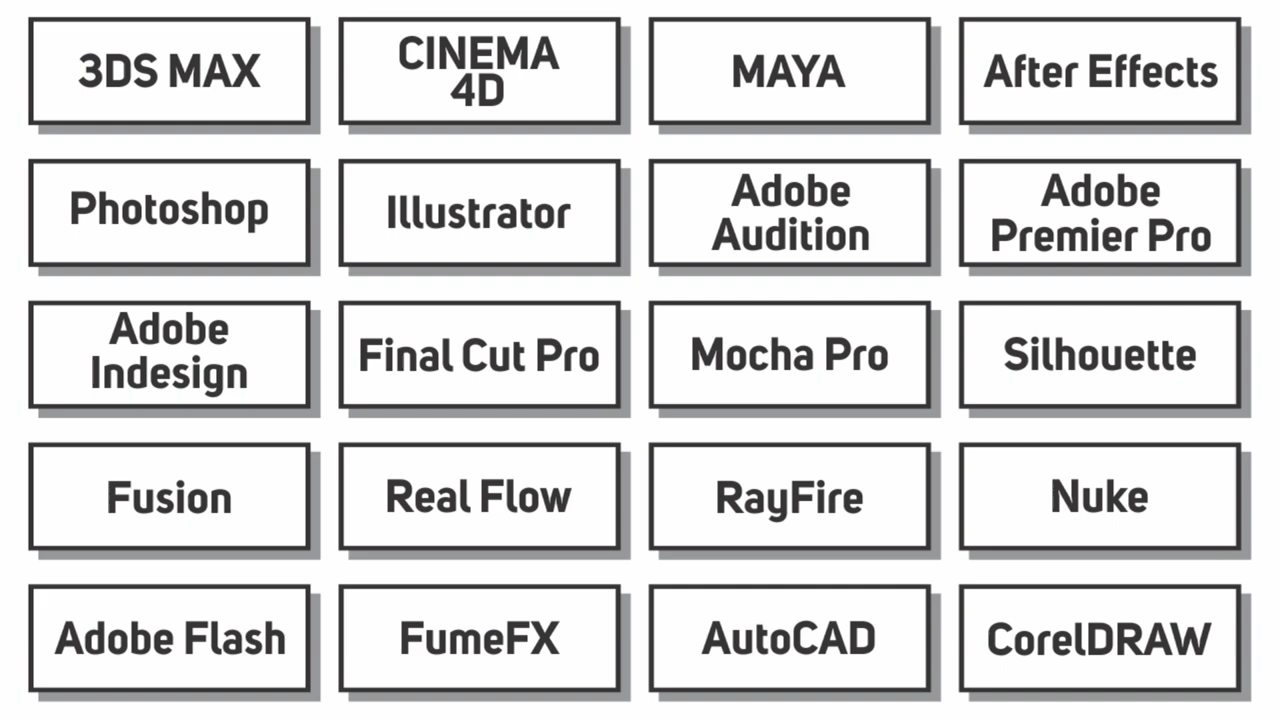 3DS MAX
CINEMA
4D
MAYA
After Effects
Photoshop
Illustrator
Adobe
Audition
Adobe
Premier Pro
Adobe
Indesign
Final Cut Pro
Mocha Pro
Silhouette
Fusion
Real Flow
RayFire
Nuke
Adobe Flash
FumeFX
AutoCAD
CorelDRAW